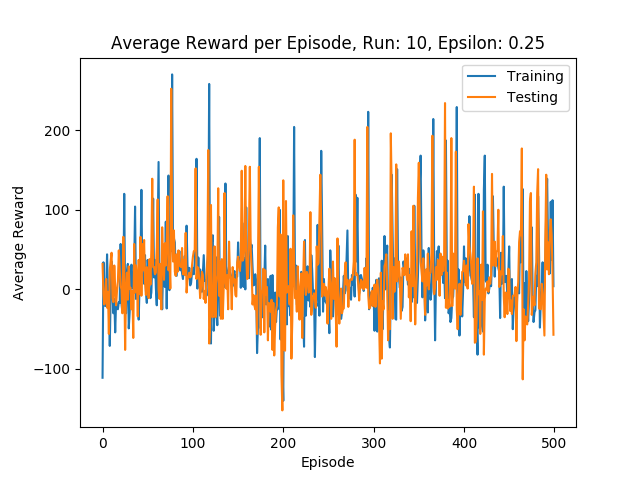 Average Reward per Episode, Run: 10, Epsilon: 0.25
Training
Testing
200
100
0
−100
Average Reward
0
100
200
300
400
500
Episode